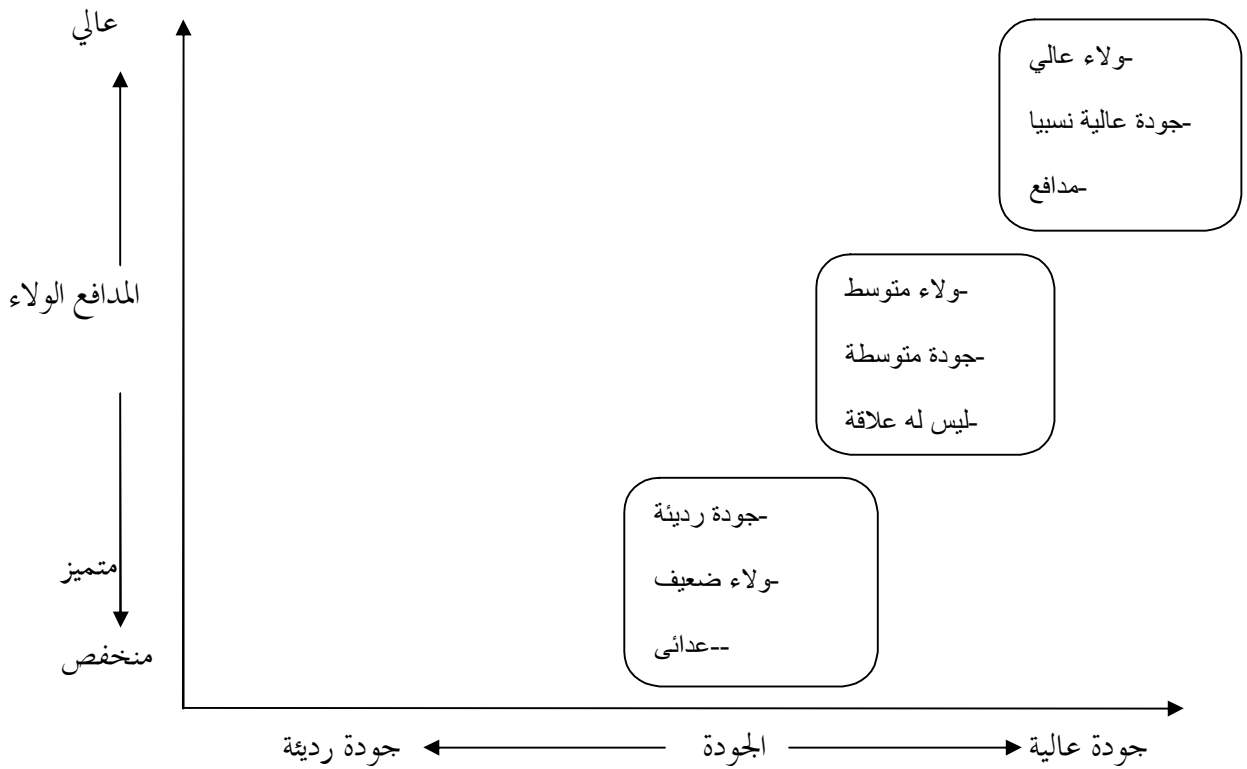 عالي
-ولاء عالي
-جودة عالية نسبيا
-مدافع
المدافع الولاء
-ولاء متوسط
-جودة متوسطة
-ليس له علاقة
-جودة رديئة
-ولاء ضعيف
--عدائى
متميز
منخفص
جودة عالية
الجودة
جودة رديئة